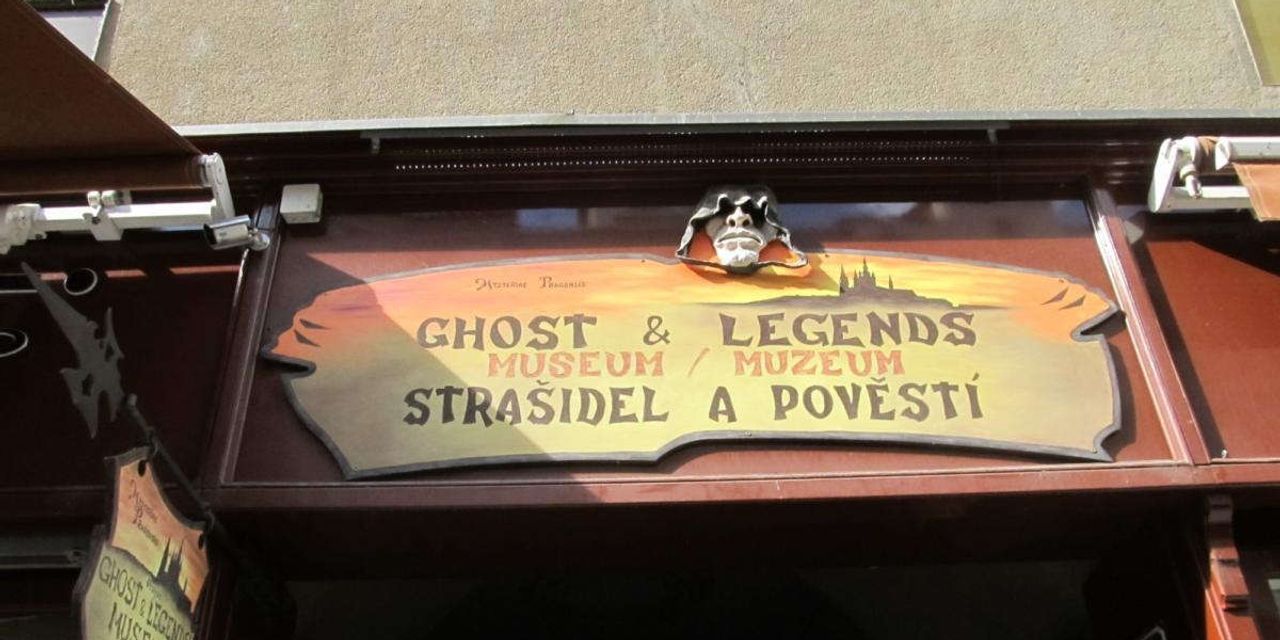 Mysteriae Pragensis
GHOST & LEGENDS
MUSEUM / MUZEUM
STRAŠIDEL A POVĚSTÍ
GHOST
& LEGENDS